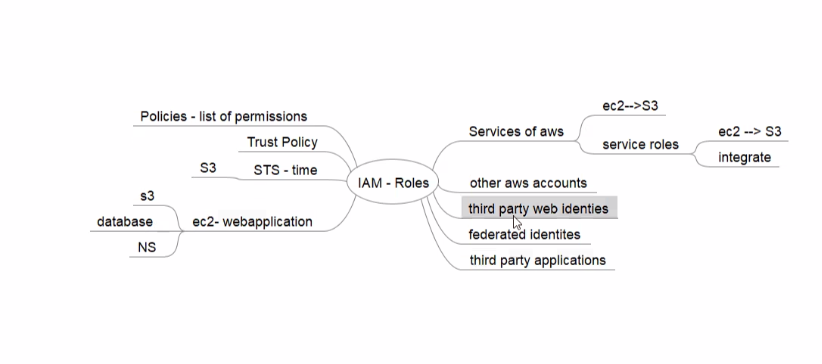 Policies - list of permissions
Trust Policy
S3
STS - time
s3
database
ec2- webapplication
NS
IAM - Roles
Services of aws
ec2-->S3
service roles
ec2 --> S3
integrate
other aws accounts
third party web identies
federated identites
third party applications